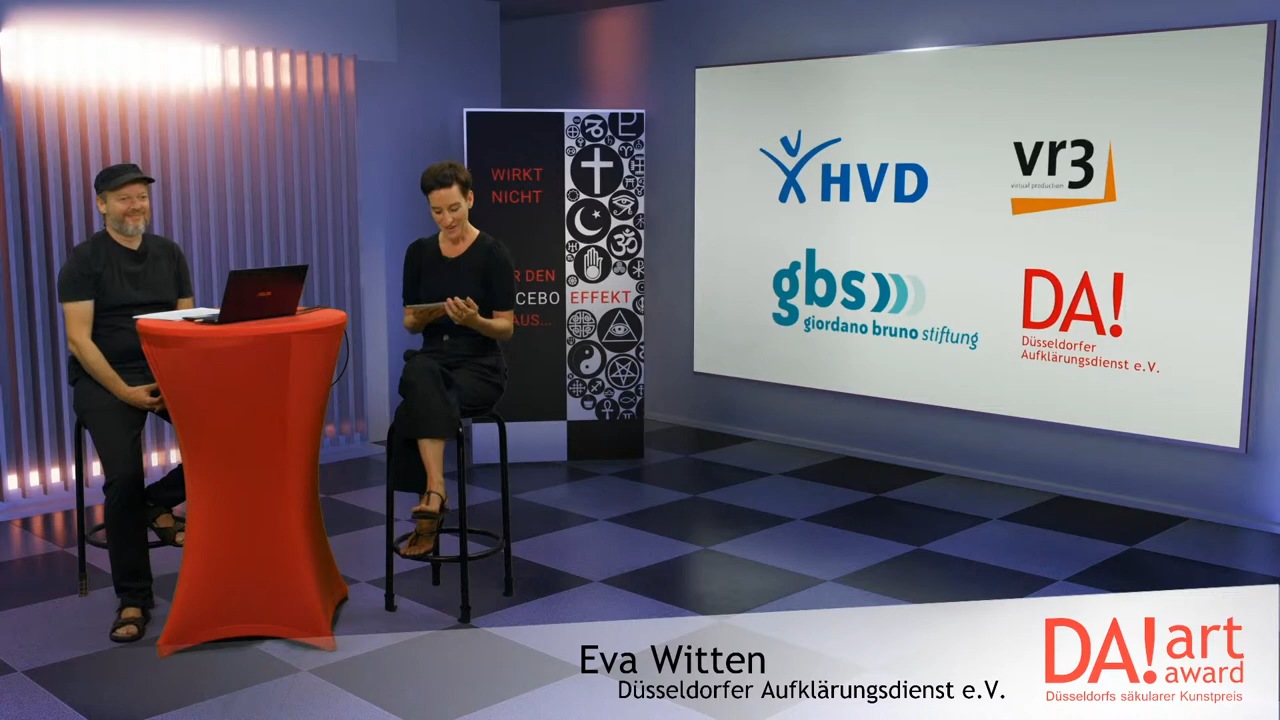 WIRKT
NICHT
R DEN
CEBO EFFEKT
AUS...
HVD
vr3
virtual production
gbs
giordano bruno stiftung
DA!
Düsseldorfer
Aufklärungsdienst e.V.
Eva Witten
Düsseldorfer Aufklärungsdienst e.V.
DA! art
award
Düsseldorfs säkularer Kunstpreis